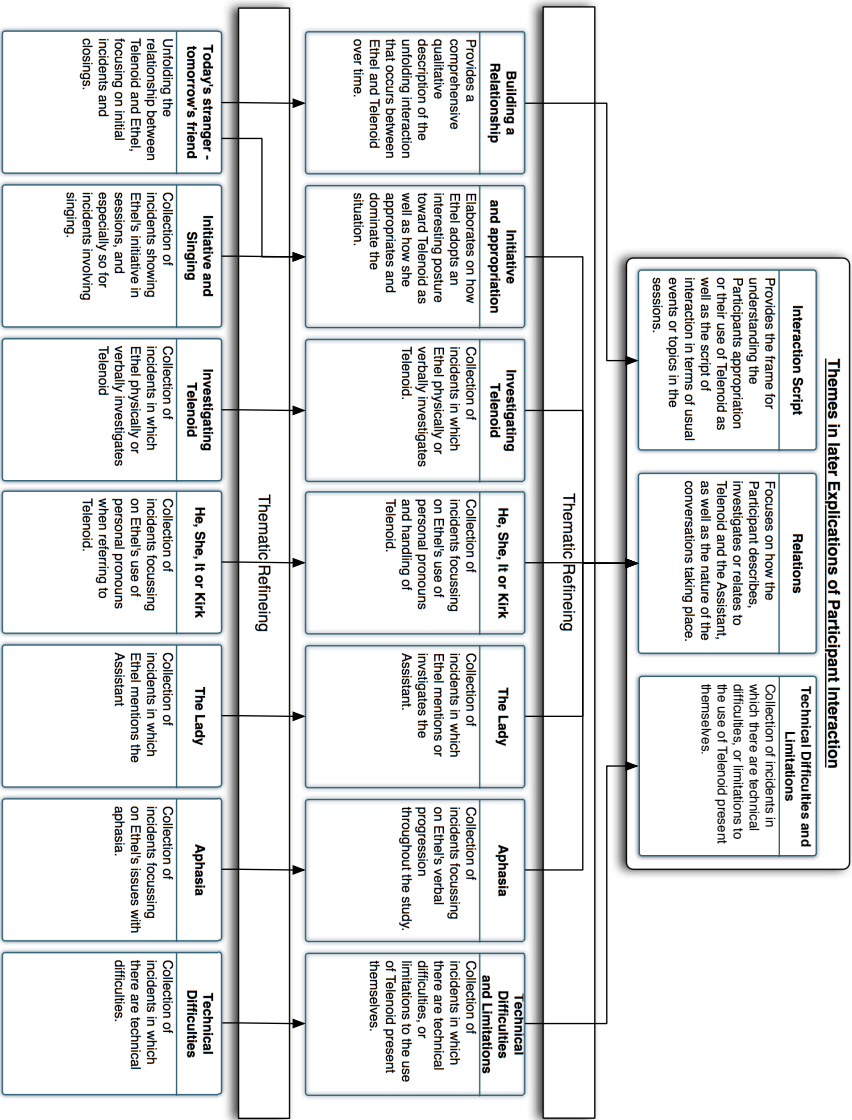 Themes in later Explications of Participant Interaction
Interaction Script
Provides the frame for
understanding the
Participants appropriation
or their use of Telenoid as
well as the script of
interaction in terms of usual
events or topics in the
sessions.
Relations
Focuses on how the
Participant describes,
investigates or relates to
Telenoid and the Assistant,
as well as the nature of the
conversations taking place.
Technical Difficulties and
Limitations
Collection of incidents in
which there are technical
difficulties, or limitations to
the use of Telenoid present
themselves.
Thematic Refineing
Building a
Relationship
Provides a
comprehensive
qualitative
description of the
unfolding interaction
that occurs between
Ethel and Telenoid
over time.
Initiative
and appropriation
Elaborates on how
Ethel adopts an
interesting posture
toward Telenoid as
well as how she
appropriates and
dominate the
situation.
Investigating
Telenoid
Collection of
incidents in which
Ethel physically or
verbally investigates
Telenoid.
He, She, It or Kirk
Collection of
incidents focussing
on Ethel's use of
personal pronouns
and handling of
Telenoid.
The Lady
Collection of
incidents in which
Ethel mentions or
invstigates the
Assistant.
Aphasia
Collection of
incidents focussing
on Ethel's verbal
progression
throughout the study.
Technical
Difficulties
and Limitations
Collection of
incidents in which
there are technical
difficulties, or
limitations to the use
of Telenoid present
themselves.
Thematic Refineing
Today's stranger -
tomorrow's friend
Unfolding the
relationship between
Telenoid and Ethel,
focusing on initial
incidents and
closings.
Initiative and
Singing
Collection of
incidents showing
Ethel's initiative in
sessions, and
especially so for
incidents involving
singing.
Investigating
Telenoid
Collection of
incidents in which
Ethel physically or
verbally investigates
Telenoid
He, She, It or Kirk
Collection of
incidents focussing
on Ethel's use of
personal pronouns
when referring to
Telenoid.
The Lady
Collection of
incidents in which
Ethel mentions the
Assistant
Aphasia
Collection of
incidents focussing
on Ethel's issues with
aphasia.
Technical
Difficulties
Collection of
incidents in which
there are technical
difficulties.